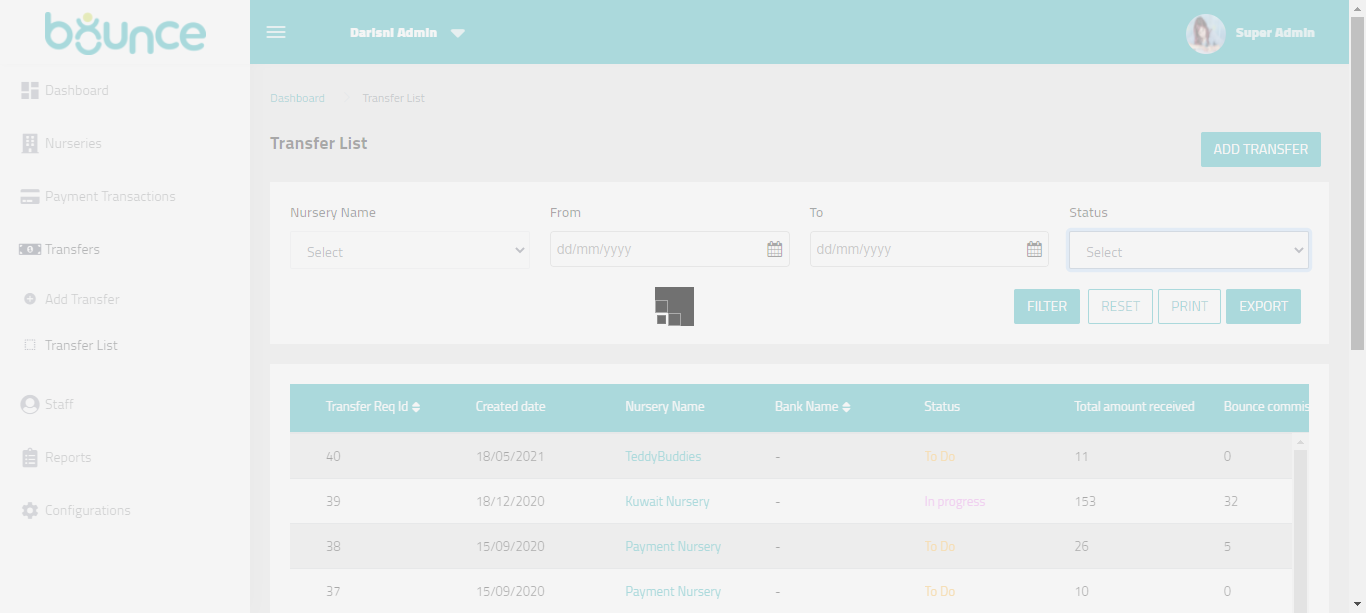 bounce
Darisni Admin
Super Admin
Dashboard
Nurseries
Payment Transactions
Transfers
Add Transfer
Transfer List
Staff
Reports
Configurations
Dashboard Transfer List
Transfer List
ADD TRANSFER
Nursery Name From To Status
Select dd/mm/yyyy dd/mm/yyyy Select
FILTER RESET PRINT EXPORT
Transfer Req Id Created date Nursery Name Bank Name Status Total amount received Bounce commis
40 18/05/2021 TeddyBuddies - To Do 11 0
39 18/12/2020 Kuwait Nursery - In progress 153 32
38 15/09/2020 Payment Nursery - To Do 26 5
37 15/09/2020 Payment Nursery - To Do 10 0